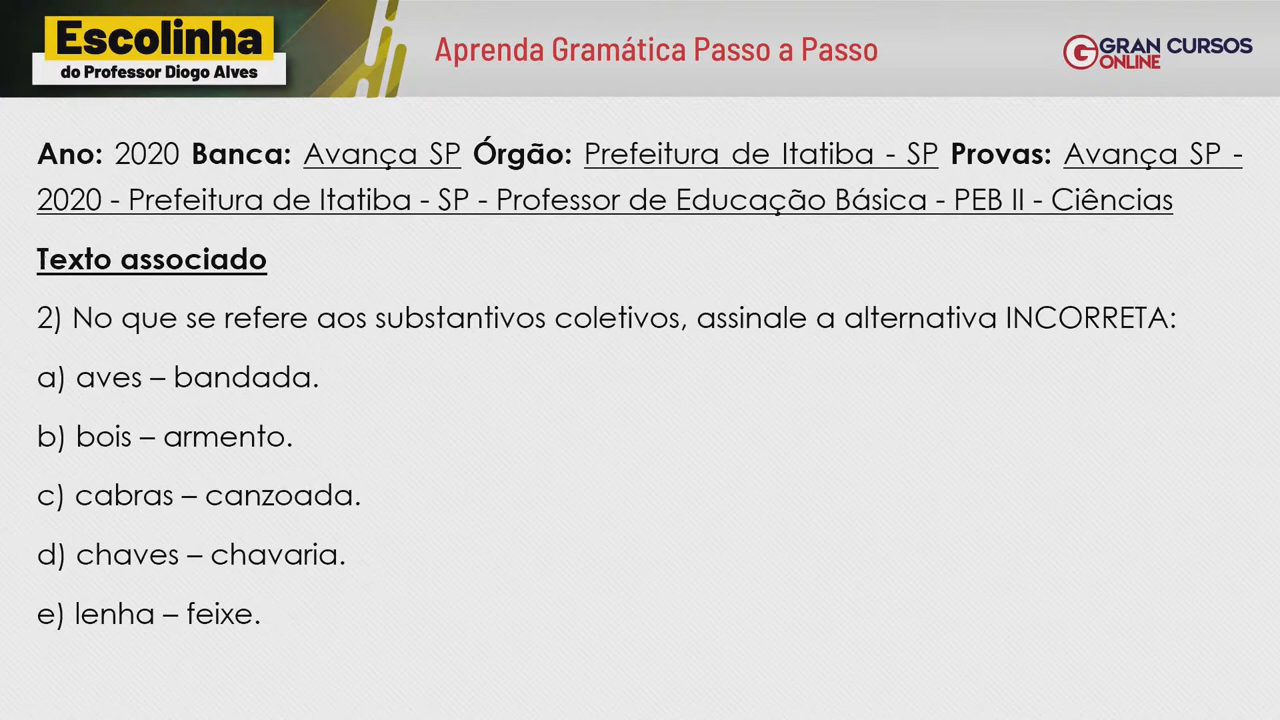 Escolinha
do Professor Diogo Alves
Aprenda Gramática Passo a Passo
GRAN CURSOS
ONLINE
Ano: 2020 Banca: Avança SP Órgão: Prefeitura de Itatiba - SP Provas: Avança SP -
2020 - Prefeitura de Itatiba - SP - Professor de Educação Básica - PEB II - Ciências
Texto associado
2) No que se refere aos substantivos coletivos, assinale a alternativa INCORRETA:
a) aves – bandada.
b) bois – armento.
c) cabras – canzoada.
d) chaves – chavaria.
e) lenha – feixe.